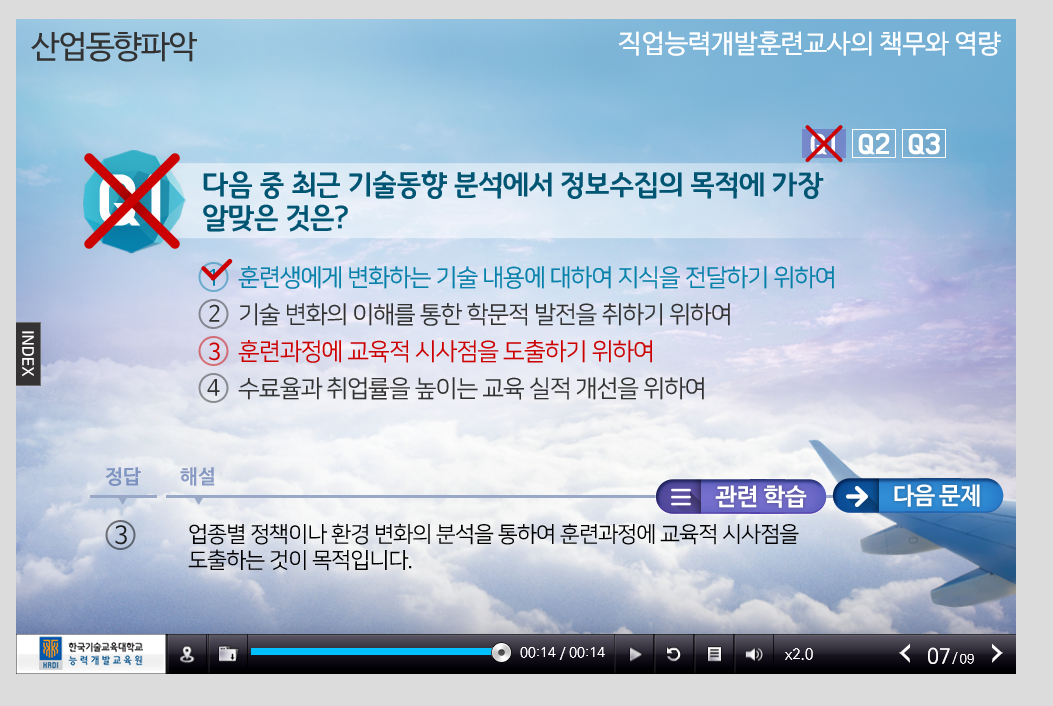 산업동향파악
직업능력개발훈련교사의 책무와 역량
Q1 Q2 Q3
Q1
다음 중 최근 기술동향 분석에서 정보수집의 목적에 가장
알맞은 것은?
① 훈련생에게 변화하는 기술 내용에 대하여 지식을 전달하기 위하여
② 기술 변화의 이해를 통한 학문적 발전을 취하기 위하여
③ 훈련과정에 교육적 시사점을 도출하기 위하여
④ 수료율과 취업률을 높이는 교육 실적 개선을 위하여
INDEX
정답 해설
관련 학습 다음 문제
③ 업종별 정책이나 환경 변화의 분석을 통하여 훈련과정에 교육적 시사점을
도출하는 것이 목적입니다.
HRDI 한국기술교육대학교
능력개발교육원
00:14 / 00:14 x2.0 07/09